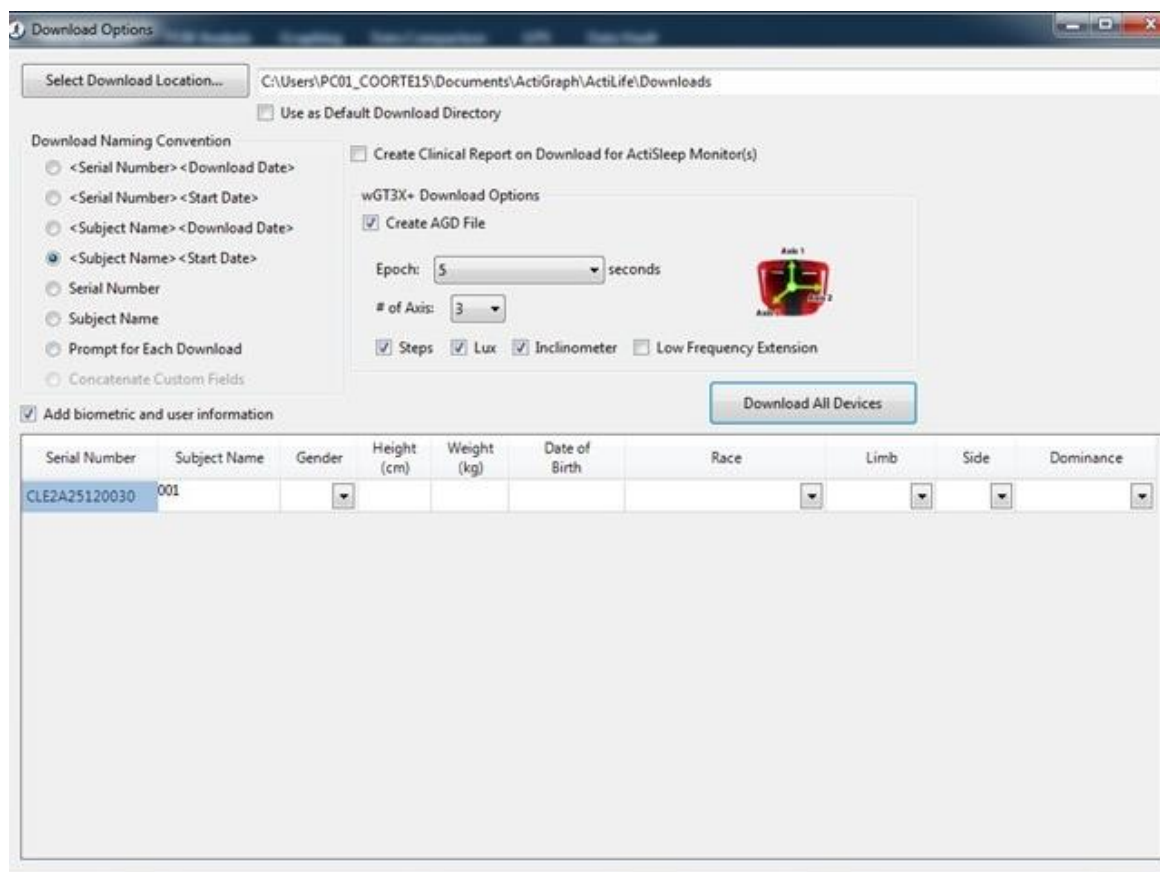 Download Options
Select Download Location...
C:\Users\PC01_COORTE15\Documents\ActiGraph\ActiLife\Downloads
Use as Default Download Directory
Download Naming Convention
<Serial Number> <Download Date>
<Serial Number> <Start Date>
<Subject Name> <Download Date>
<Subject Name> <Start Date>
Serial Number
Subject Name
Prompt for Each Download
Concatenate Custom Fields
Create Clinical Report on Download for ActiSleep Monitor(s)
wGT3X+ Download Options
Create AGD File
Epoch: 5 seconds
# of Axis: 3
Axis 1
Steps Lux Inclinometer Low Frequency Extension
Download All Devices
Add biometric and user information
Serial Number Subject Name Gender Height (cm) Weight (kg) Date of Birth Race Limb Side Dominance
CLE2A25120030 001